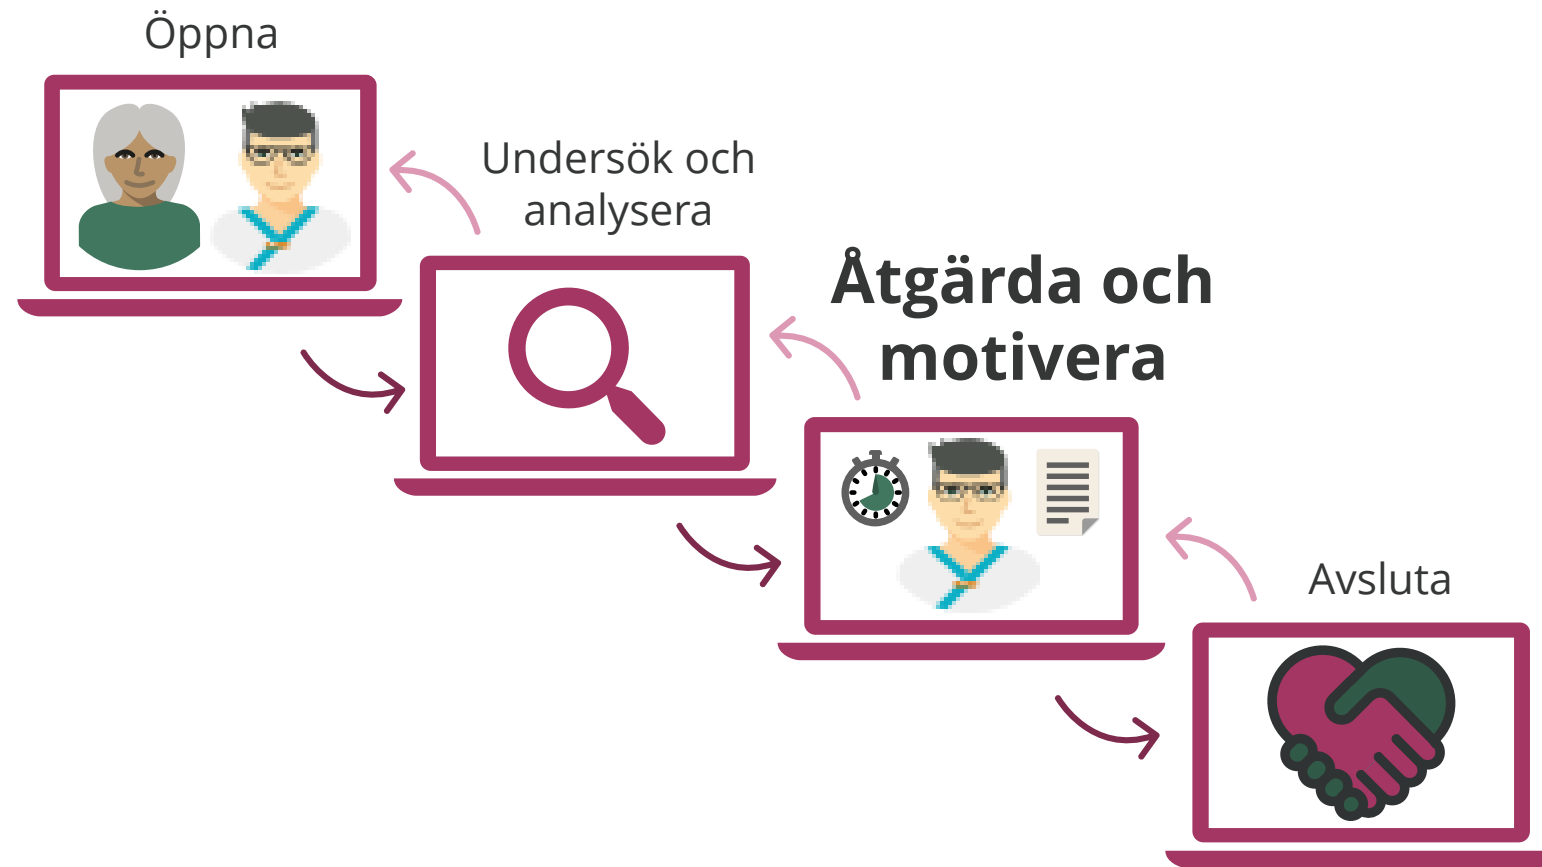 Öppna
Undersök och
analysera
Åtgärda och
motivera
Avsluta